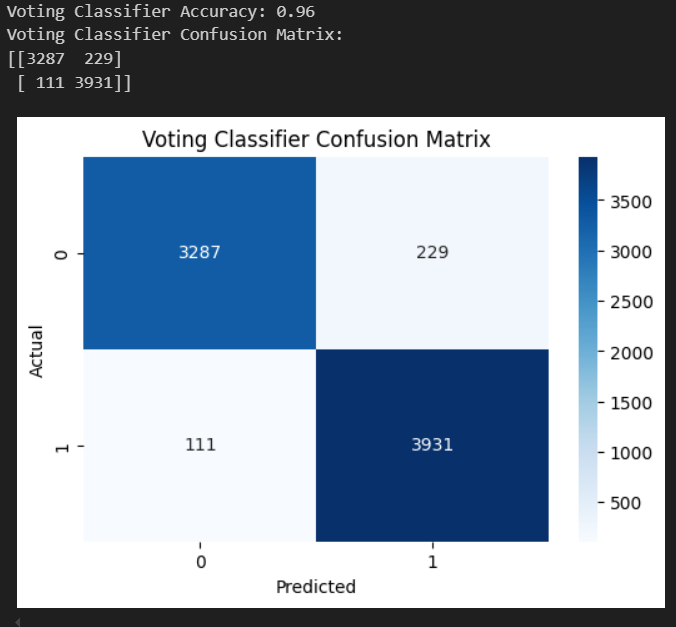 Voting Classifier Accuracy: 0.96
Voting Classifier Confusion Matrix:
[[3287  229]
 [ 111 3931]]
Voting Classifier Confusion Matrix
0
3287
229
1
111
3931
Actual
0
1
Predicted
3500
3000
2500
2000
1500
1000
500